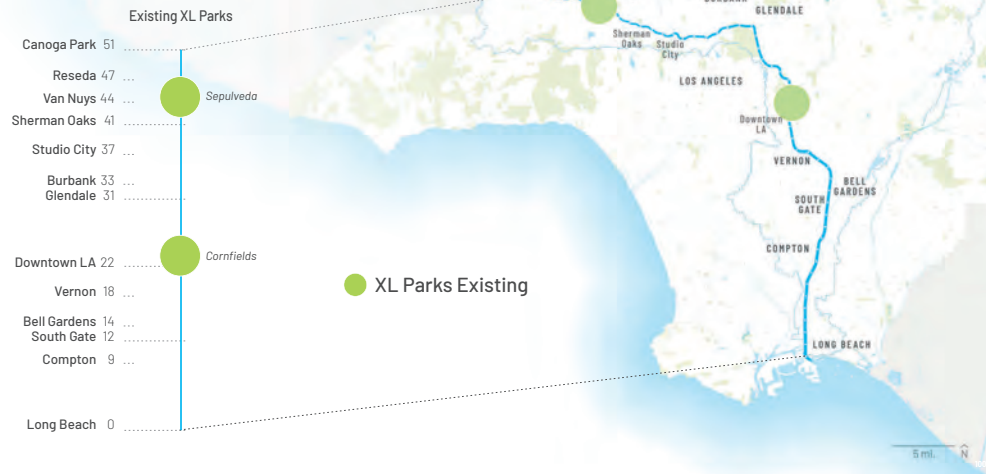 Existing XL Parks
Canoga Park 51
Reseda 47 ...
Van Nuys 44 ...
Sepulveda
Sherman Oaks 41
Studio City 37 ...
Burbank 33 ...
Glendale 31
Cornfields
Downtown LA 22
Vernon 18 ...
Bell Gardens 14 ...
South Gate 12
Compton 9 ...
Long Beach 0
XL Parks Existing
GLENDALE
Sherman
Oaks
Studio
City
LOS ANGELES
Downtown
LA
VERNON
BELL
GARDENS
SOUTH
GATE
COMPTON
LONG BEACH
5 mi.
N